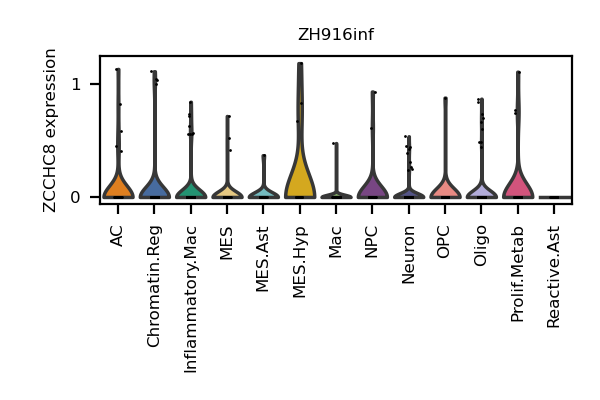 ZH916inf
ZCCHC8 expression
1
0
AC
Chromatin.Reg
Inflammatory.Mac
MES
MES.Ast
MES.Hyp
Mac
NPC
Neuron
OPC
Oligo
Prolif.Metab
Reactive.Ast